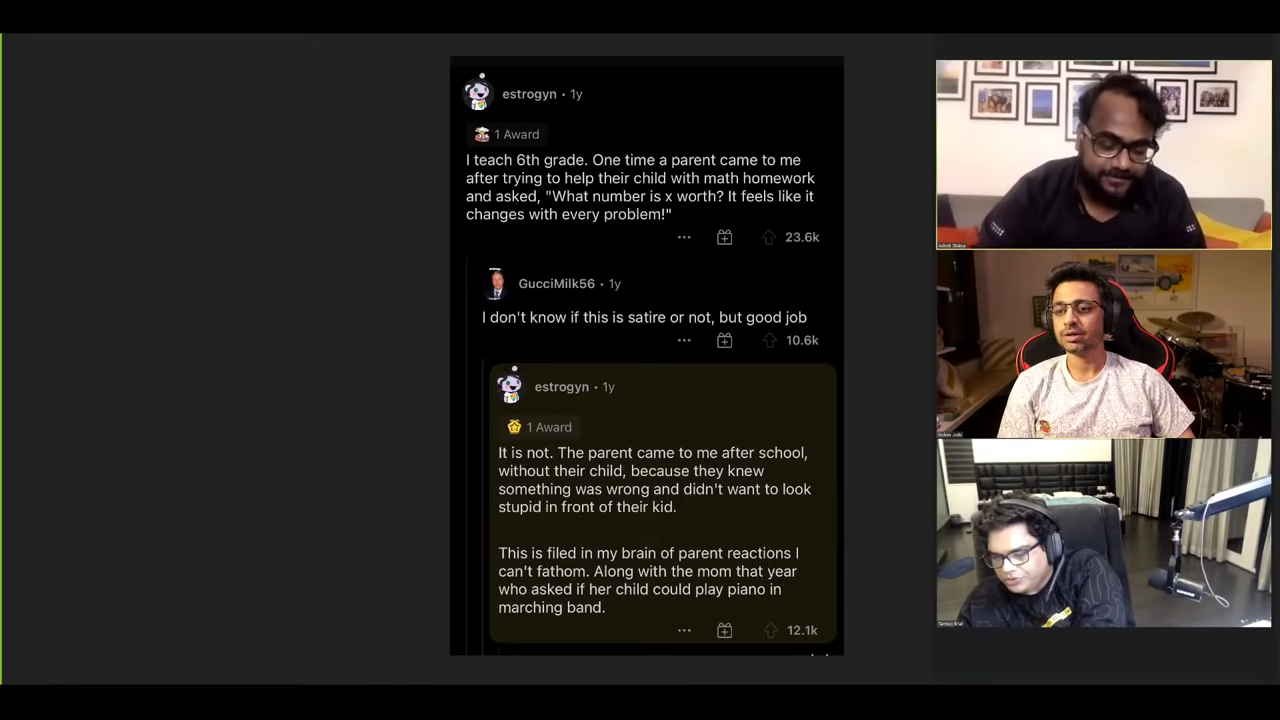 estrogyn • 1y
1 Award
I teach 6th grade. One time a parent came to me
after trying to help their child with math homework
and asked, "What number is x worth? It feels like it
changes with every problem!"
23.6k
GucciMilk56 • 1y
I don't know if this is satire or not, but good job
10.6k
estrogyn • 1y
1 Award
It is not. The parent came to me after school,
without their child, because they knew
something was wrong and didn't want to look
stupid in front of their kid.
This is filed in my brain of parent reactions I
can't fathom. Along with the mom that year
who asked if her child could play piano in
marching band.
12.1k